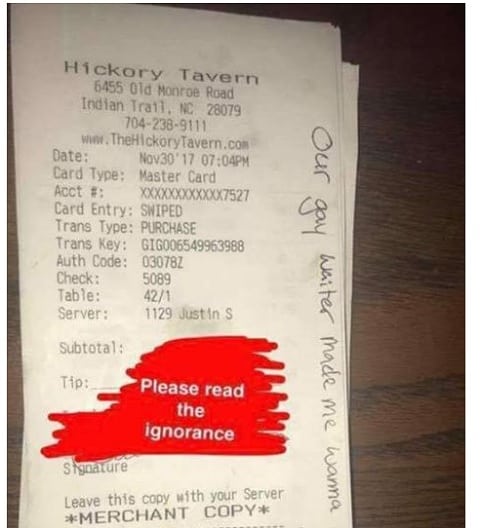 Hickory Tavern
6455 Old Monroe Road
Indian Trail, NC 28079
704-238-9111
www.TheHickoryTavern.com
Date: Nov30'17 07:04PM
Card Type: Master Card
Acct #: XXXXXXXXXXXX7527
Card Entry: SWIPED
Trans Type: PURCHASE
Trans Key: GIG006549963988
Auth Code: 03078Z
Check: 5089
Table: 42/1
Server: 1129 Justin S
Subtotal:
Tip:
Please read
the
ignorance
Signature
Leave this copy with your Server
*MERCHANT COPY*
Our gay waiter made me wanna